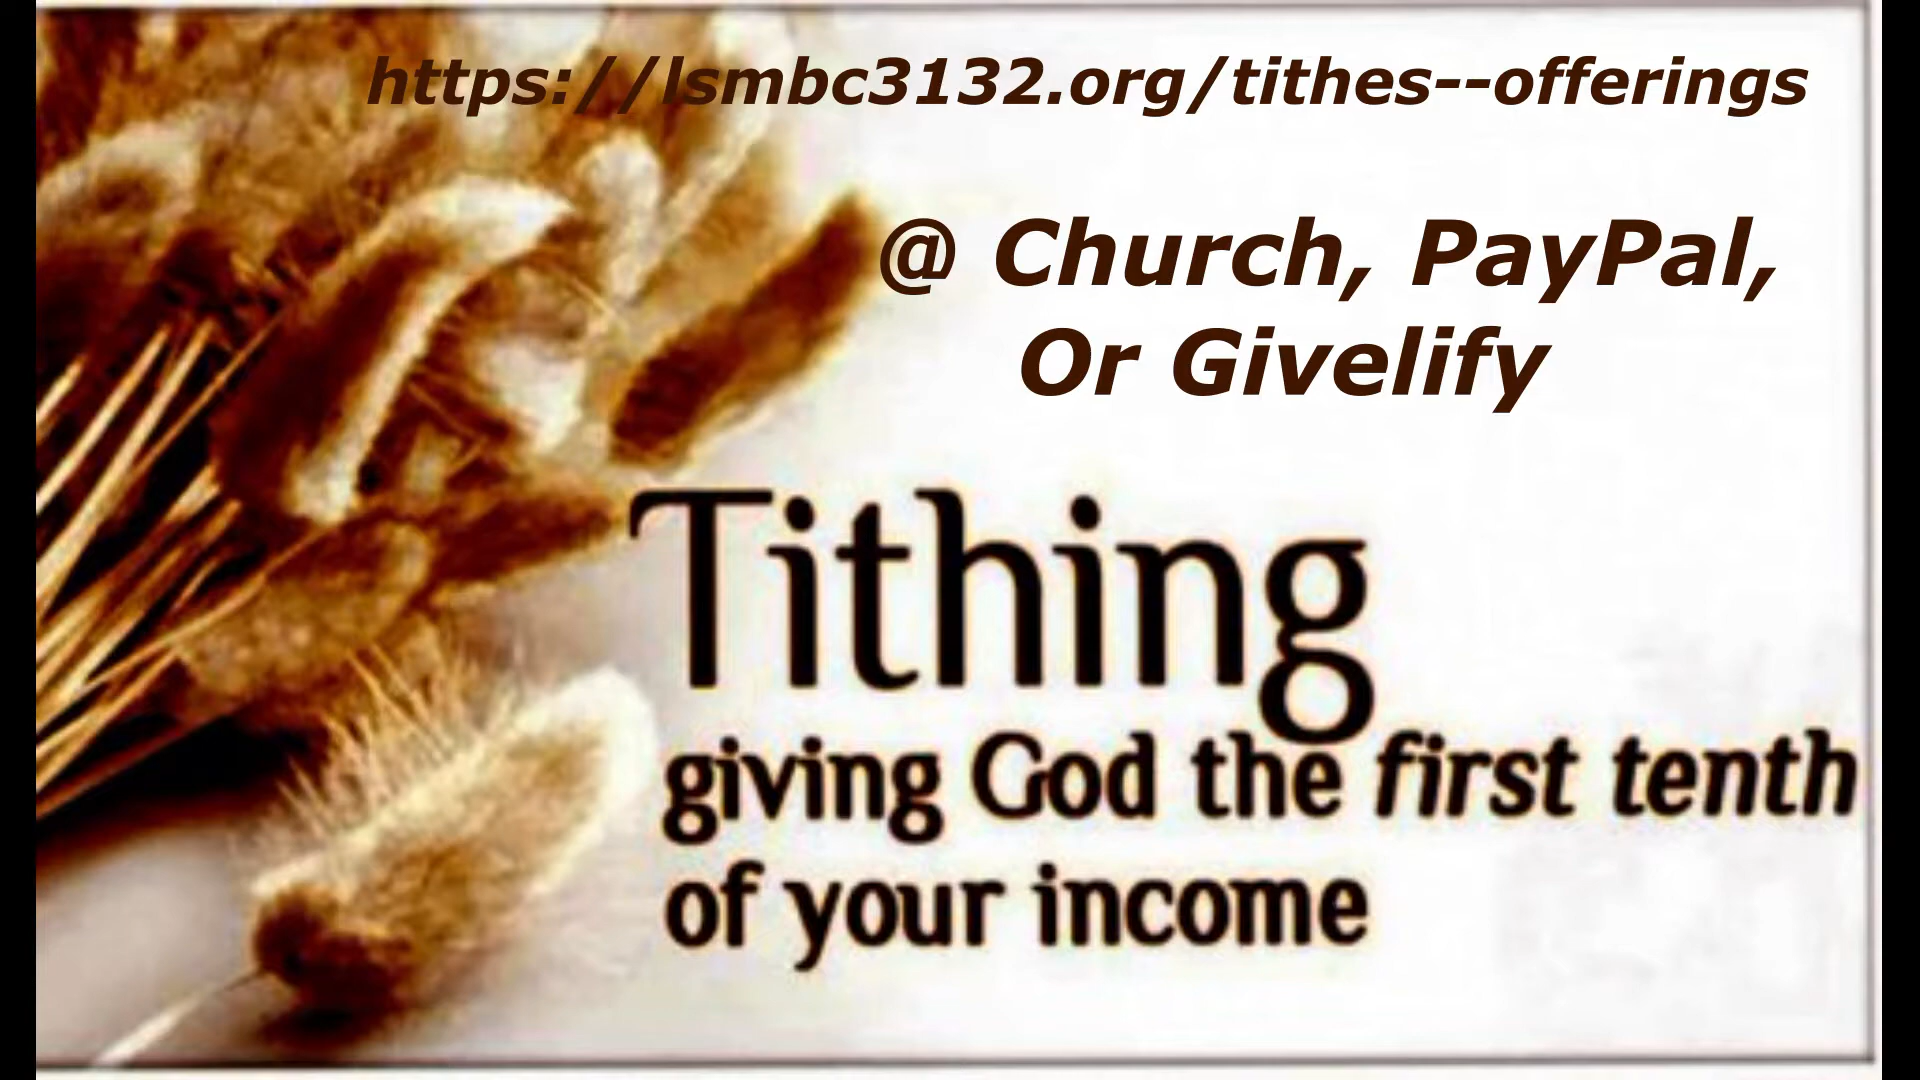 https://lsmbc3132.org/tithes--offerings
@ Church, PayPal,
Or Givelify
Tithing
giving God the first tenth
of your income